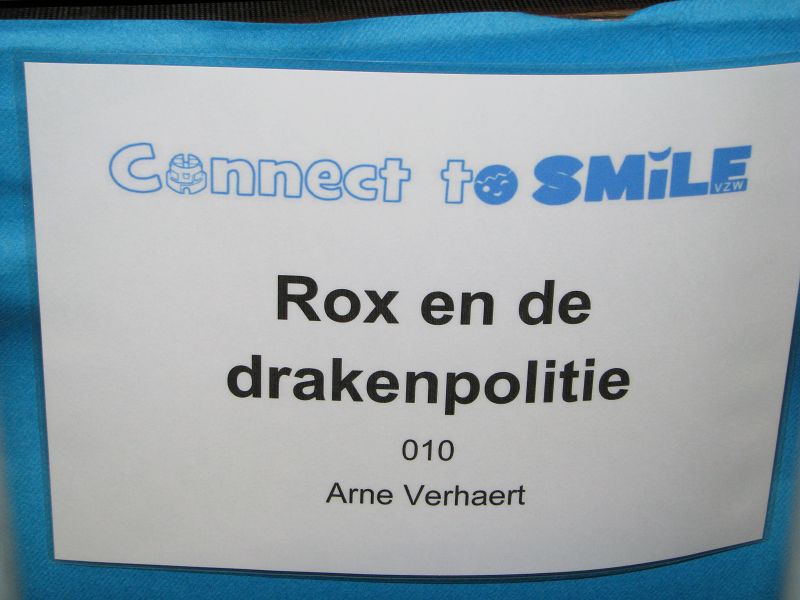 Connect to SMiLE
VZW
Rox en de
drakenpolitie
010
Arne Verhaert